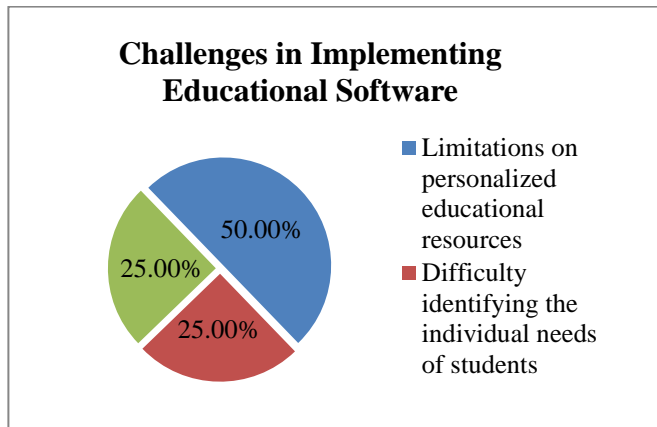 Challenges in Implementing
Educational Software
50.00%
25.00%
25.00%
Limitations on
personalized
educational
resources
Difficulty
identifying the
individual needs
of students